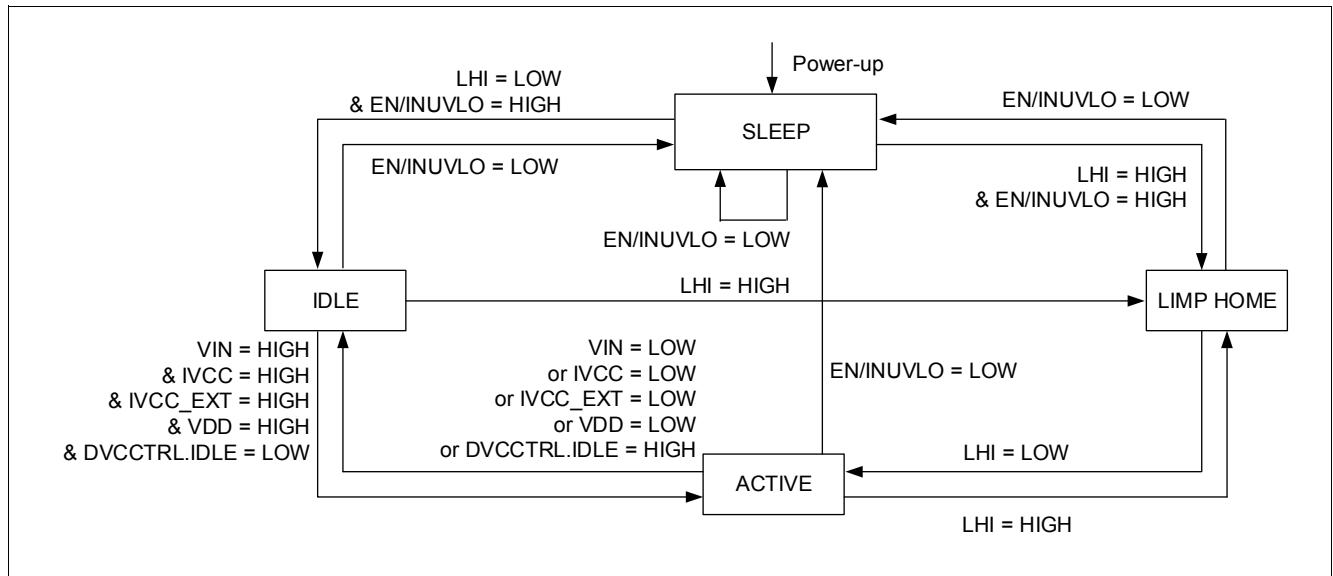 Power-up
LHI = LOW
& EN/INUVLO = HIGH
EN/INUVLO = LOW
SLEEP
EN/INUVLO = LOW
LHI = HIGH
& EN/INUVLO = HIGH
EN/INUVLO = LOW
IDLE
LHI = HIGH
LIMP HOME
VIN = HIGH
& IVCC = HIGH
& IVCC_EXT = HIGH
& VDD = HIGH
& DVCCTRL.IDLE = LOW
VIN = LOW
or IVCC = LOW
or IVCC_EXT = LOW
or VDD = LOW
or DVCCTRL.IDLE = HIGH
EN/INUVLO = LOW
LHI = LOW
ACTIVE
LHI = HIGH